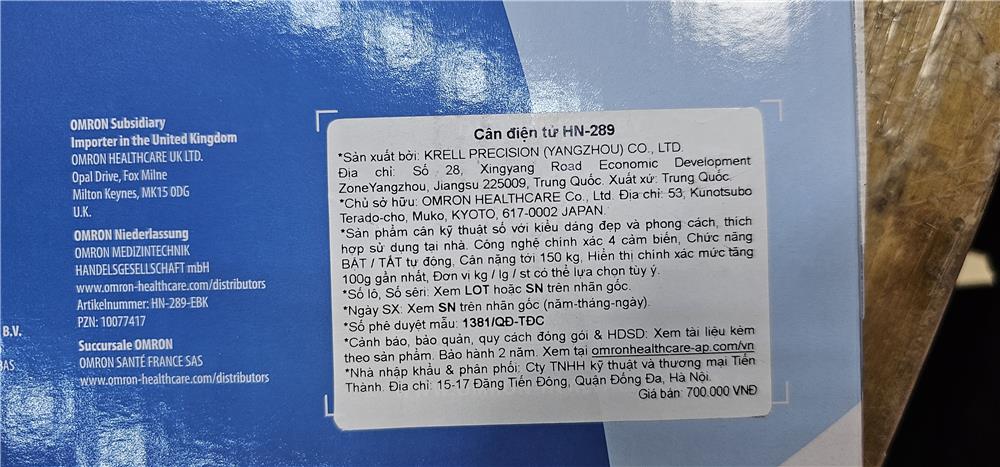 OMRON Subsidiary
Importer in the United Kingdom
OMRON HEALTHCARE UK LTD.
Opal Drive, Fox Milne
Milton Keynes, MK15 0DG
U.K.
OMRON Niederlassung
OMRON MEDIZINTECHNIK
HANDELSGESELLSCHAFT mbH
www.omron-healthcare.com/distributors
Artikelnummer: HN-289-EBK
PZN: 10077417
Succursale OMRON
OMRON SANTÉ FRANCE SAS
www.omron-healthcare.com/distributors
B.V.
BAS
Cân điện tử HN-289
*Sản xuất bởi: KRELL PRECISION (YANGZHOU) CO., LTD.
Địa chỉ: Số 28, Xingyang Road Economic Development
ZoneYangzhou, Jiangsu 225009, Trung Quốc. Xuất xứ: Trung Quốc.
*Chủ sở hữu: OMRON HEALTHCARE Co., Ltd. Địa chỉ: 53, Kunotsubo
Terado-cho, Muko, KYOTO, 617-0002 JAPAN.
*Sản phẩm cân kỹ thuật số với kiểu dáng đẹp và phong cách, thích
hợp sử dụng tại nhà. Công nghệ chính xác 4 cảm biến, Chức năng
BẬT / TẮT tự động. Cân nặng tới 150 kg, Hiển thị chính xác mức tăng
100g gần nhất, Đơn vị kg / lg / st có thể lựa chọn tùy ý.
*Số lô, Số sêri: Xem LOT hoặc SN trên nhãn gốc.
*Ngày SX: Xem SN trên nhãn gốc (năm-tháng-ngày).
*Số phê duyệt mẫu: 1381/QĐ-TĐC
*Cảnh báo, bảo quản, quy cách đóng gói & HDSD: Xem tài liệu kèm
theo sản phẩm. Bảo hành 2 năm. Xem tại omronhealthcare-ap.com/vn
*Nhà nhập khẩu & phân phối: Cty TNHH kỹ thuật và thương mại Tiến
Thành. Địa chỉ: 15-17 Đặng Tiến Đông, Quận Đống Đa, Hà Nội.
Giá bán: 700.000 VNĐ